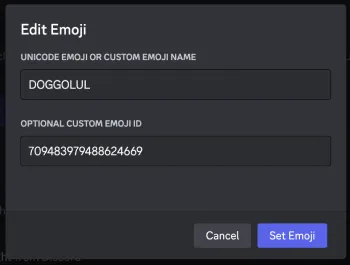 Edit Emoji
UNICODE EMOJI OR CUSTOM EMOJI NAME
DOGGOLUL
OPTIONAL CUSTOM EMOJI ID
709483979488624669
Cancel Set Emoji